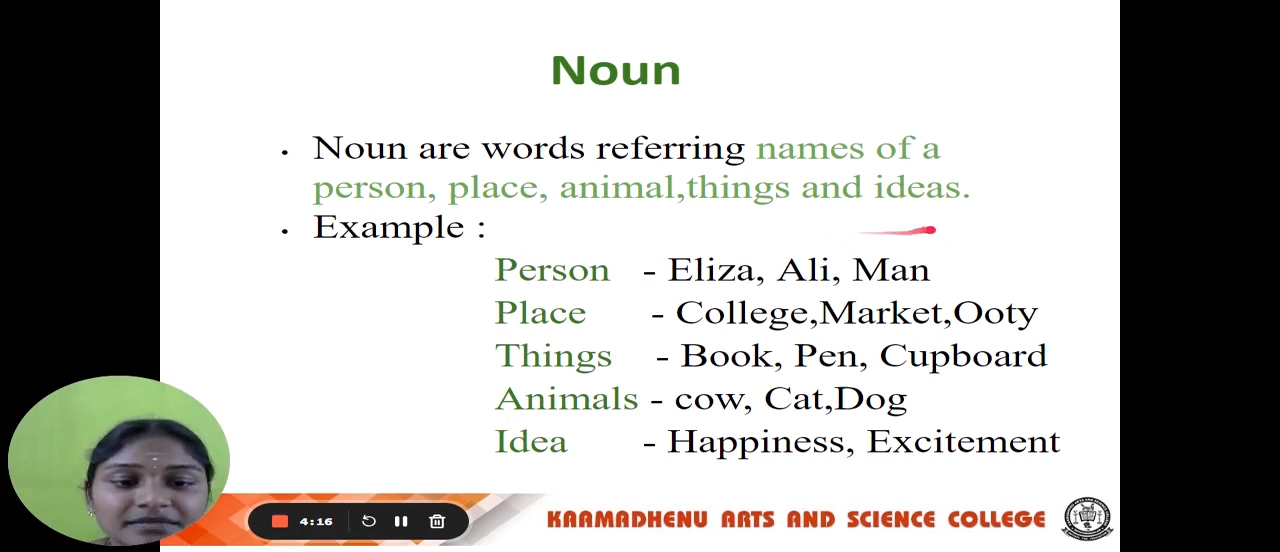 Noun
• Noun are words referring names of a
person, place, animal,things and ideas.
• Example :
Person - Eliza, Ali, Man
Place - College,Market,Ooty
Things - Book, Pen, Cupboard
Animals - cow, Cat,Dog
Idea - Happiness, Excitement
4:16
KAAMADHENU ARTS AND SCIENCE COLLEGE